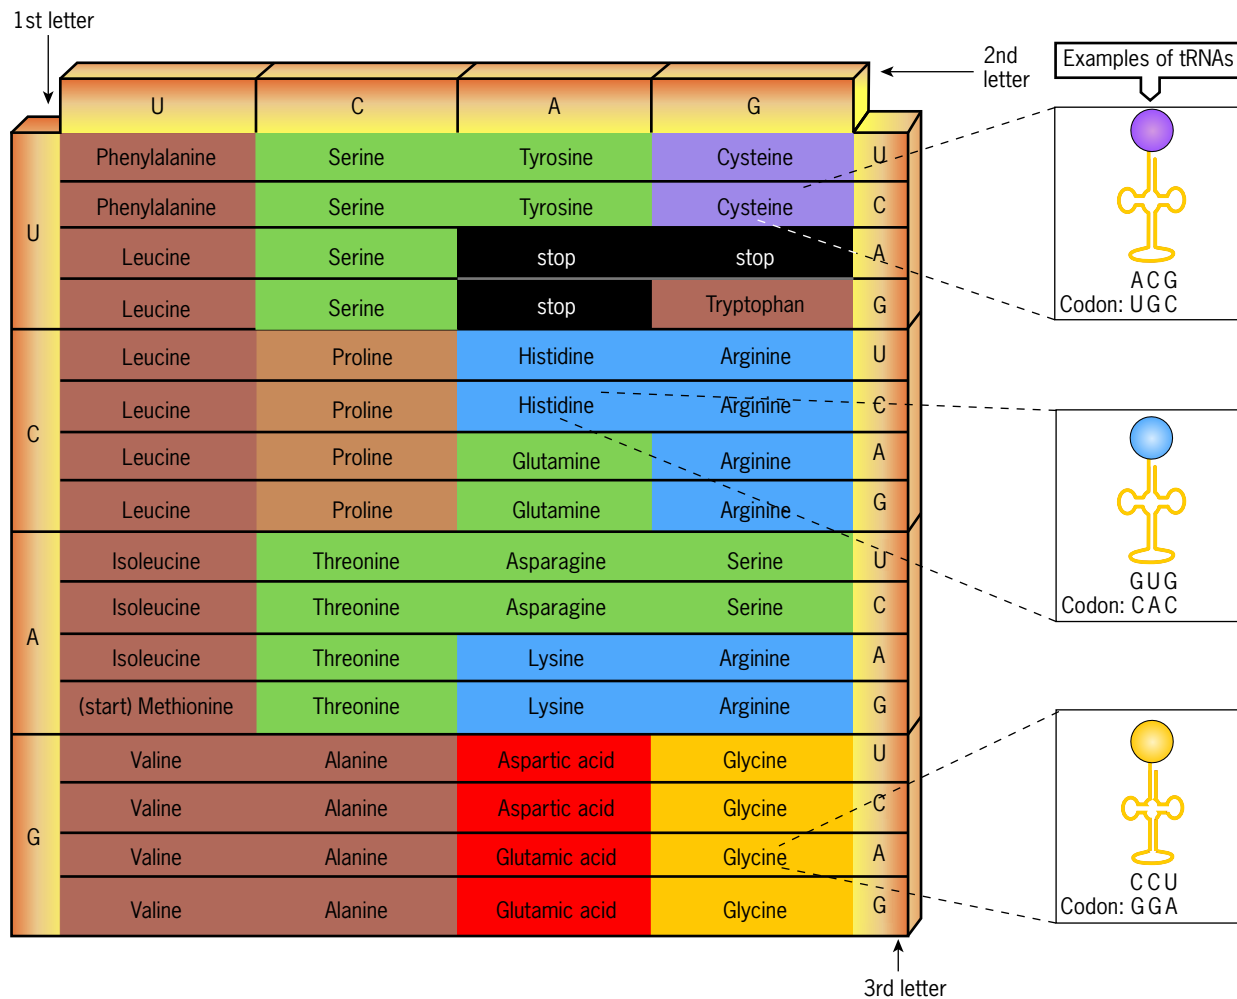 1st letter
2nd
letter
Examples of tRNAs
U C A G
Phenylalanine Serine Tyrosine Cysteine U
Phenylalanine Serine Tyrosine Cysteine C
U
Leucine Serine stop stop A
Leucine Serine stop Tryptophan G
ACG
Codon: UGC
Leucine Proline Histidine Arginine U
Leucine Proline Histidine Arginine C
C
Leucine Proline Glutamine Arginine A
Leucine Proline Glutamine Arginine G
Isoleucine Threonine Asparagine Serine U
GUG
Codon: CAC
Isoleucine Threonine Asparagine Serine C
A
Isoleucine Threonine Lysine Arginine A
(start) Methionine Threonine Lysine Arginine G
Valine Alanine Aspartic acid Glycine U
Valine Alanine Aspartic acid Glycine C
G
Valine Alanine Glutamic acid Glycine A
Valine Alanine Glutamic acid Glycine G
CCU
Codon: GGA
3rd letter